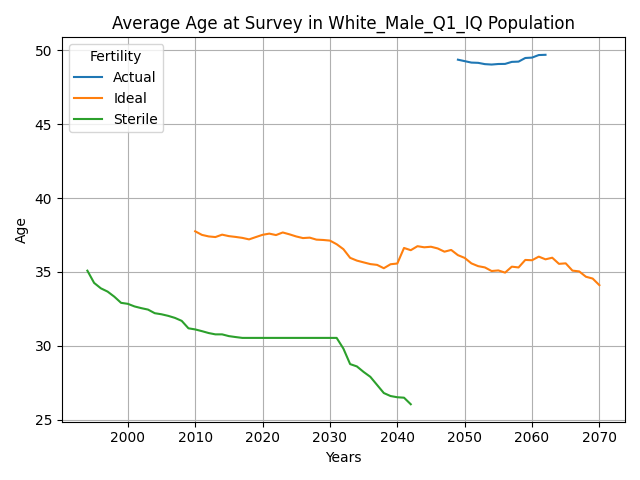 Average Age at Survey in White_Male_Q1_IQ Population
Fertility
Actual
Ideal
Sterile
Age
50
45
40
35
30
25
2000 2010 2020 2030 2040 2050 2060 2070
Years